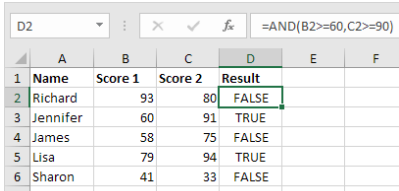 D2 fx =AND(B2>=60,C2>=90)
A B C D E F
1 Name Score 1 Score 2 Result
2 Richard 93 80 FALSE
3 Jennifer 60 91 TRUE
4 James 58 75 FALSE
5 Lisa 79 94 TRUE
6 Sharon 41 33 FALSE